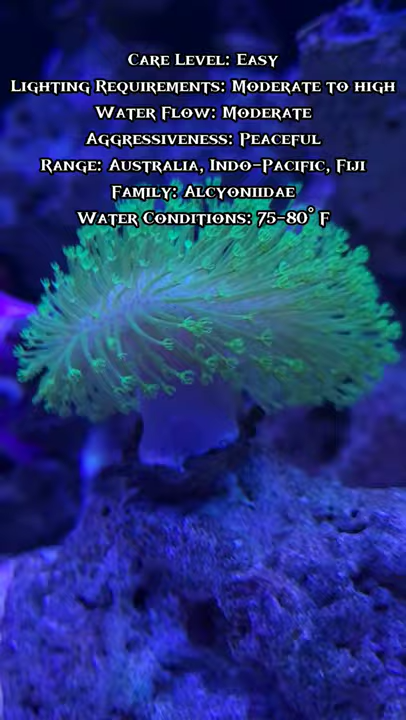 Care Level: Easy
Lighting Requirements: Moderate to high
Water Flow: Moderate
Aggressiveness: Peaceful
Range: Australia, Indo-Pacific, Fiji
Family: Alcyoniidae
Water Conditions: 75-80° F